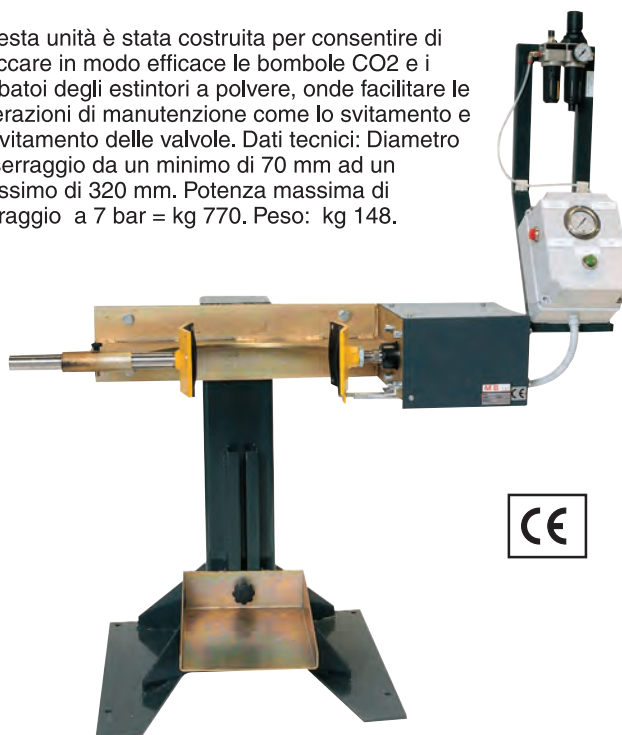 esta unità è stata costruita per consentire di
ccare in modo efficace le bombole CO2 e i
batoi degli estintori a polvere, onde facilitare le
erazioni di manutenzione come lo svitamento e
vitamento delle valvole. Dati tecnici: Diametro
serraggio da un minimo di 70 mm ad un
ssimo di 320 mm. Potenza massima di
raggio a 7 bar = kg 770. Peso: kg 148.
CE
CE